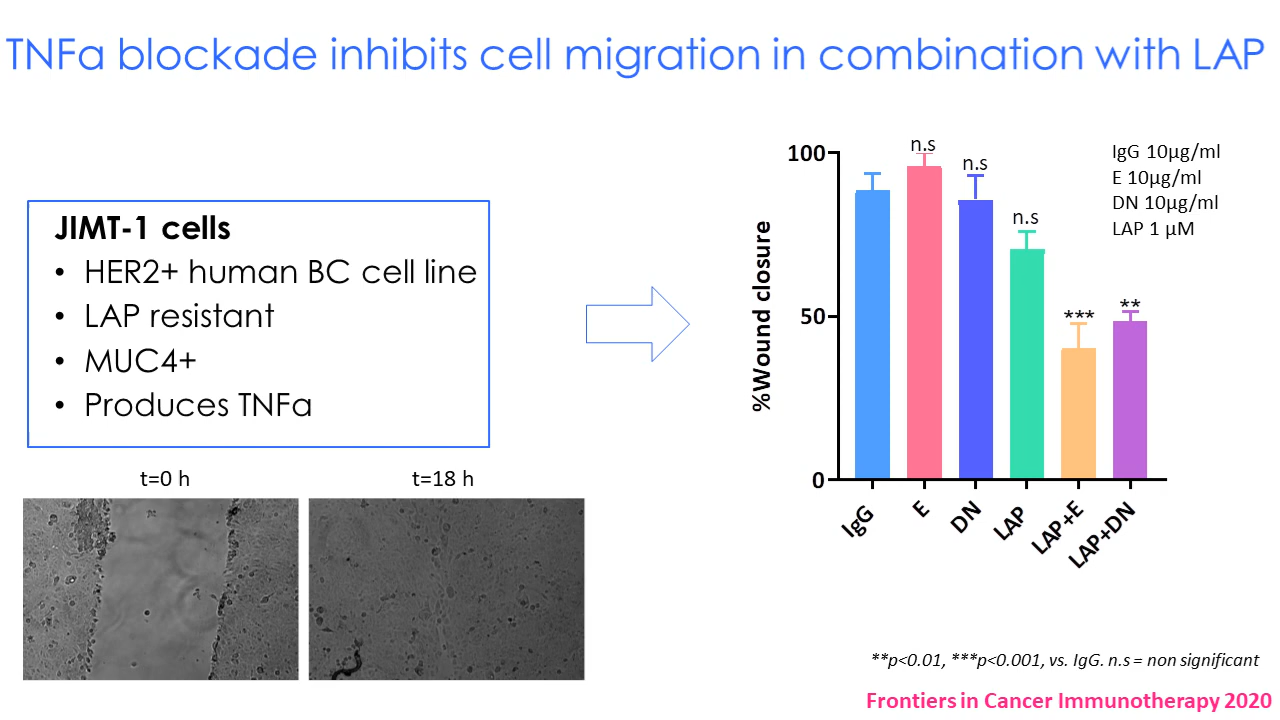 TNFa blockade inhibits cell migration in combination with LAP
JIMT-1 cells
• HER2+ human BC cell line
• LAP resistant
• MUC4+
• Produces TNFa
t=0 h
t=18 h
%Wound closure
100
50
0
n.s
n.s
n.s
***
**
IgG
E
DN
LAP
LAP+E
LAP+DN
IgG 10µg/ml
E 10µg/ml
DN 10µg/ml
LAP 1 µM
**p<0.01, ***p<0.001, vs. IgG. n.s = non significant
Frontiers in Cancer Immunotherapy 2020